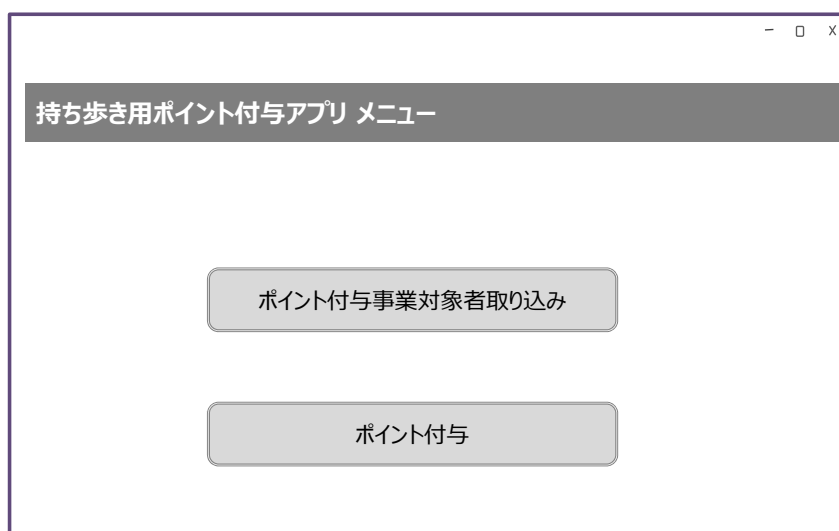 持ち歩き用ポイント付与アプリ メニュー
ポイント付与事業対象者取り込み
ポイント付与